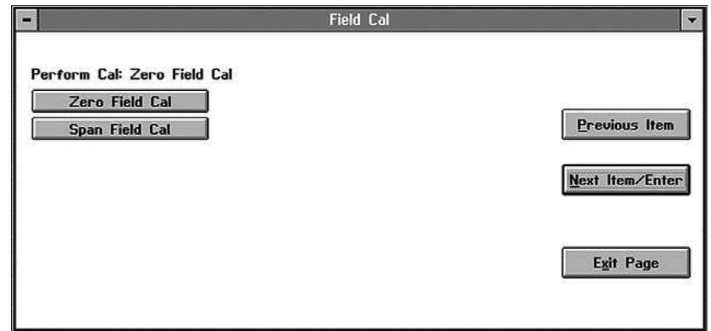 Field Cal
Perform Cal: Zero Field Cal
Zero Field Cal
Span Field Cal
Previous Item
Next Item/Enter
Exit Page